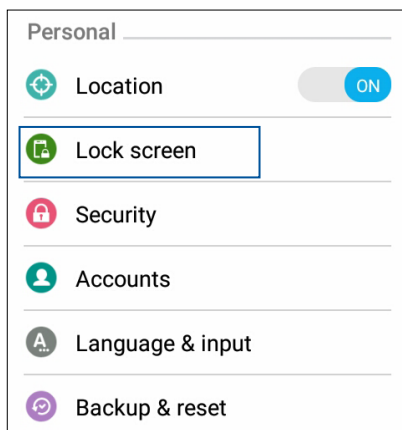 Personal
Location ON
Lock screen
Security
Accounts
Language & input
Backup & reset